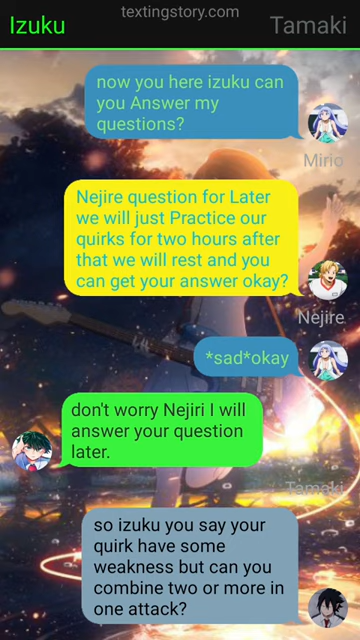 textingstory.com
Izuku
Tamaki
now you here izuku can
you Answer my
questions?
Mirio
Nejire question for Later
we will just Practice our
quirks for two hours after
that we will rest and you
can get your answer okay?
Nejire
*sad*okay
don't worry Nejiri I will
answer your question
later.
Tamaki
so izuku you say your
quirk have some
weakness but can you
combine two or more in
one attack?